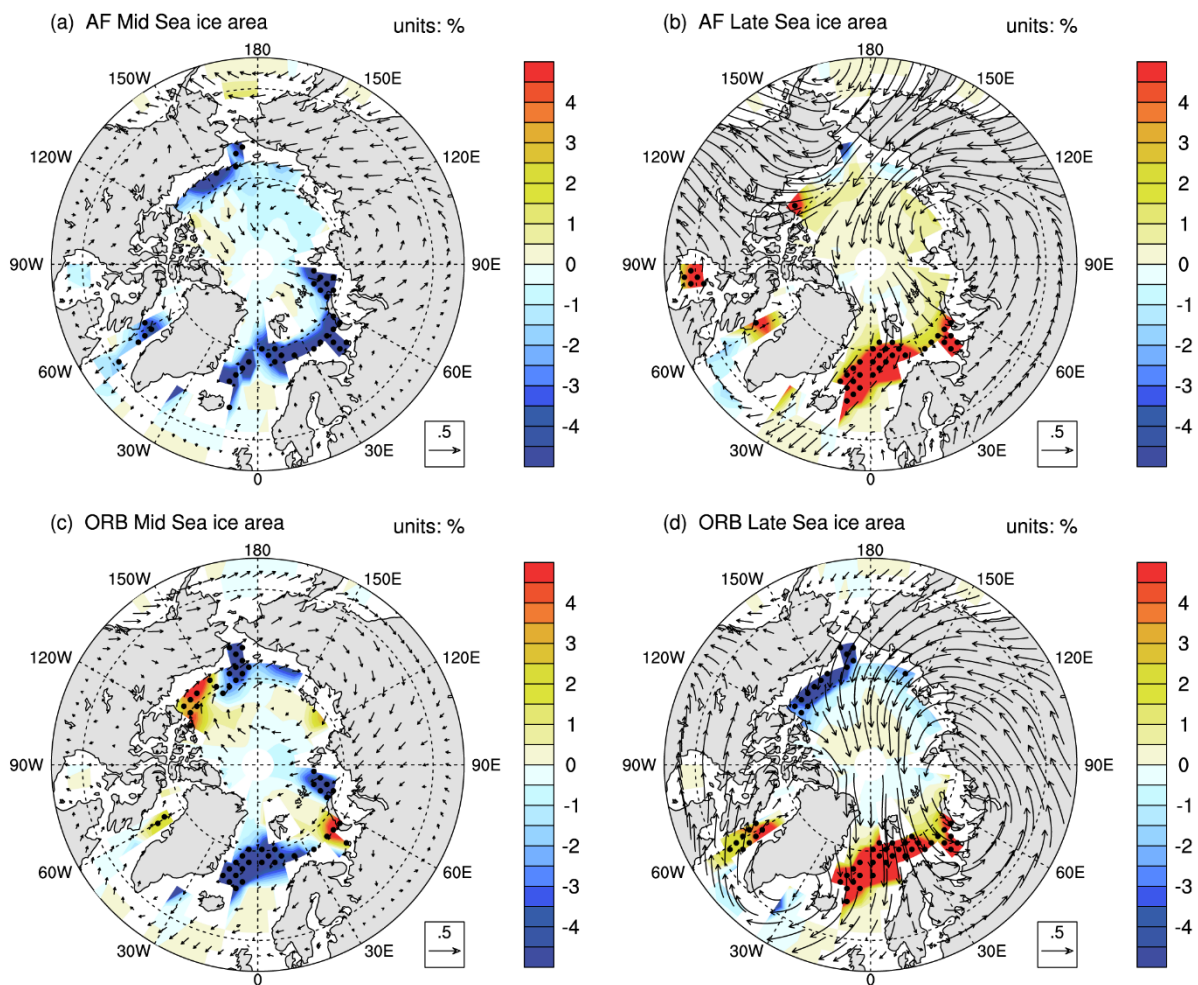 (a) AF Mid Sea ice area units: %
180
150W 150E
120W 120E
90W 90E
60W 60E
30W 30E
0
.5
4
3
2
1
0
-1
-2
-3
-4
(b) AF Late Sea ice area units: %
180
150W 150E
120W 120E
90W 90E
60W 60E
30W 30E
0
.5
4
3
2
1
0
-1
-2
-3
-4
(c) ORB Mid Sea ice area units: %
180
150W 150E
120W 120E
90W 90E
60W 60E
30W 30E
0
.5
4
3
2
1
0
-1
-2
-3
-4
(d) ORB Late Sea ice area units: %
180
150W 150E
120W 120E
90W 90E
60W 60E
30W 30E
0
.5
4
3
2
1
0
-1
-2
-3
-4